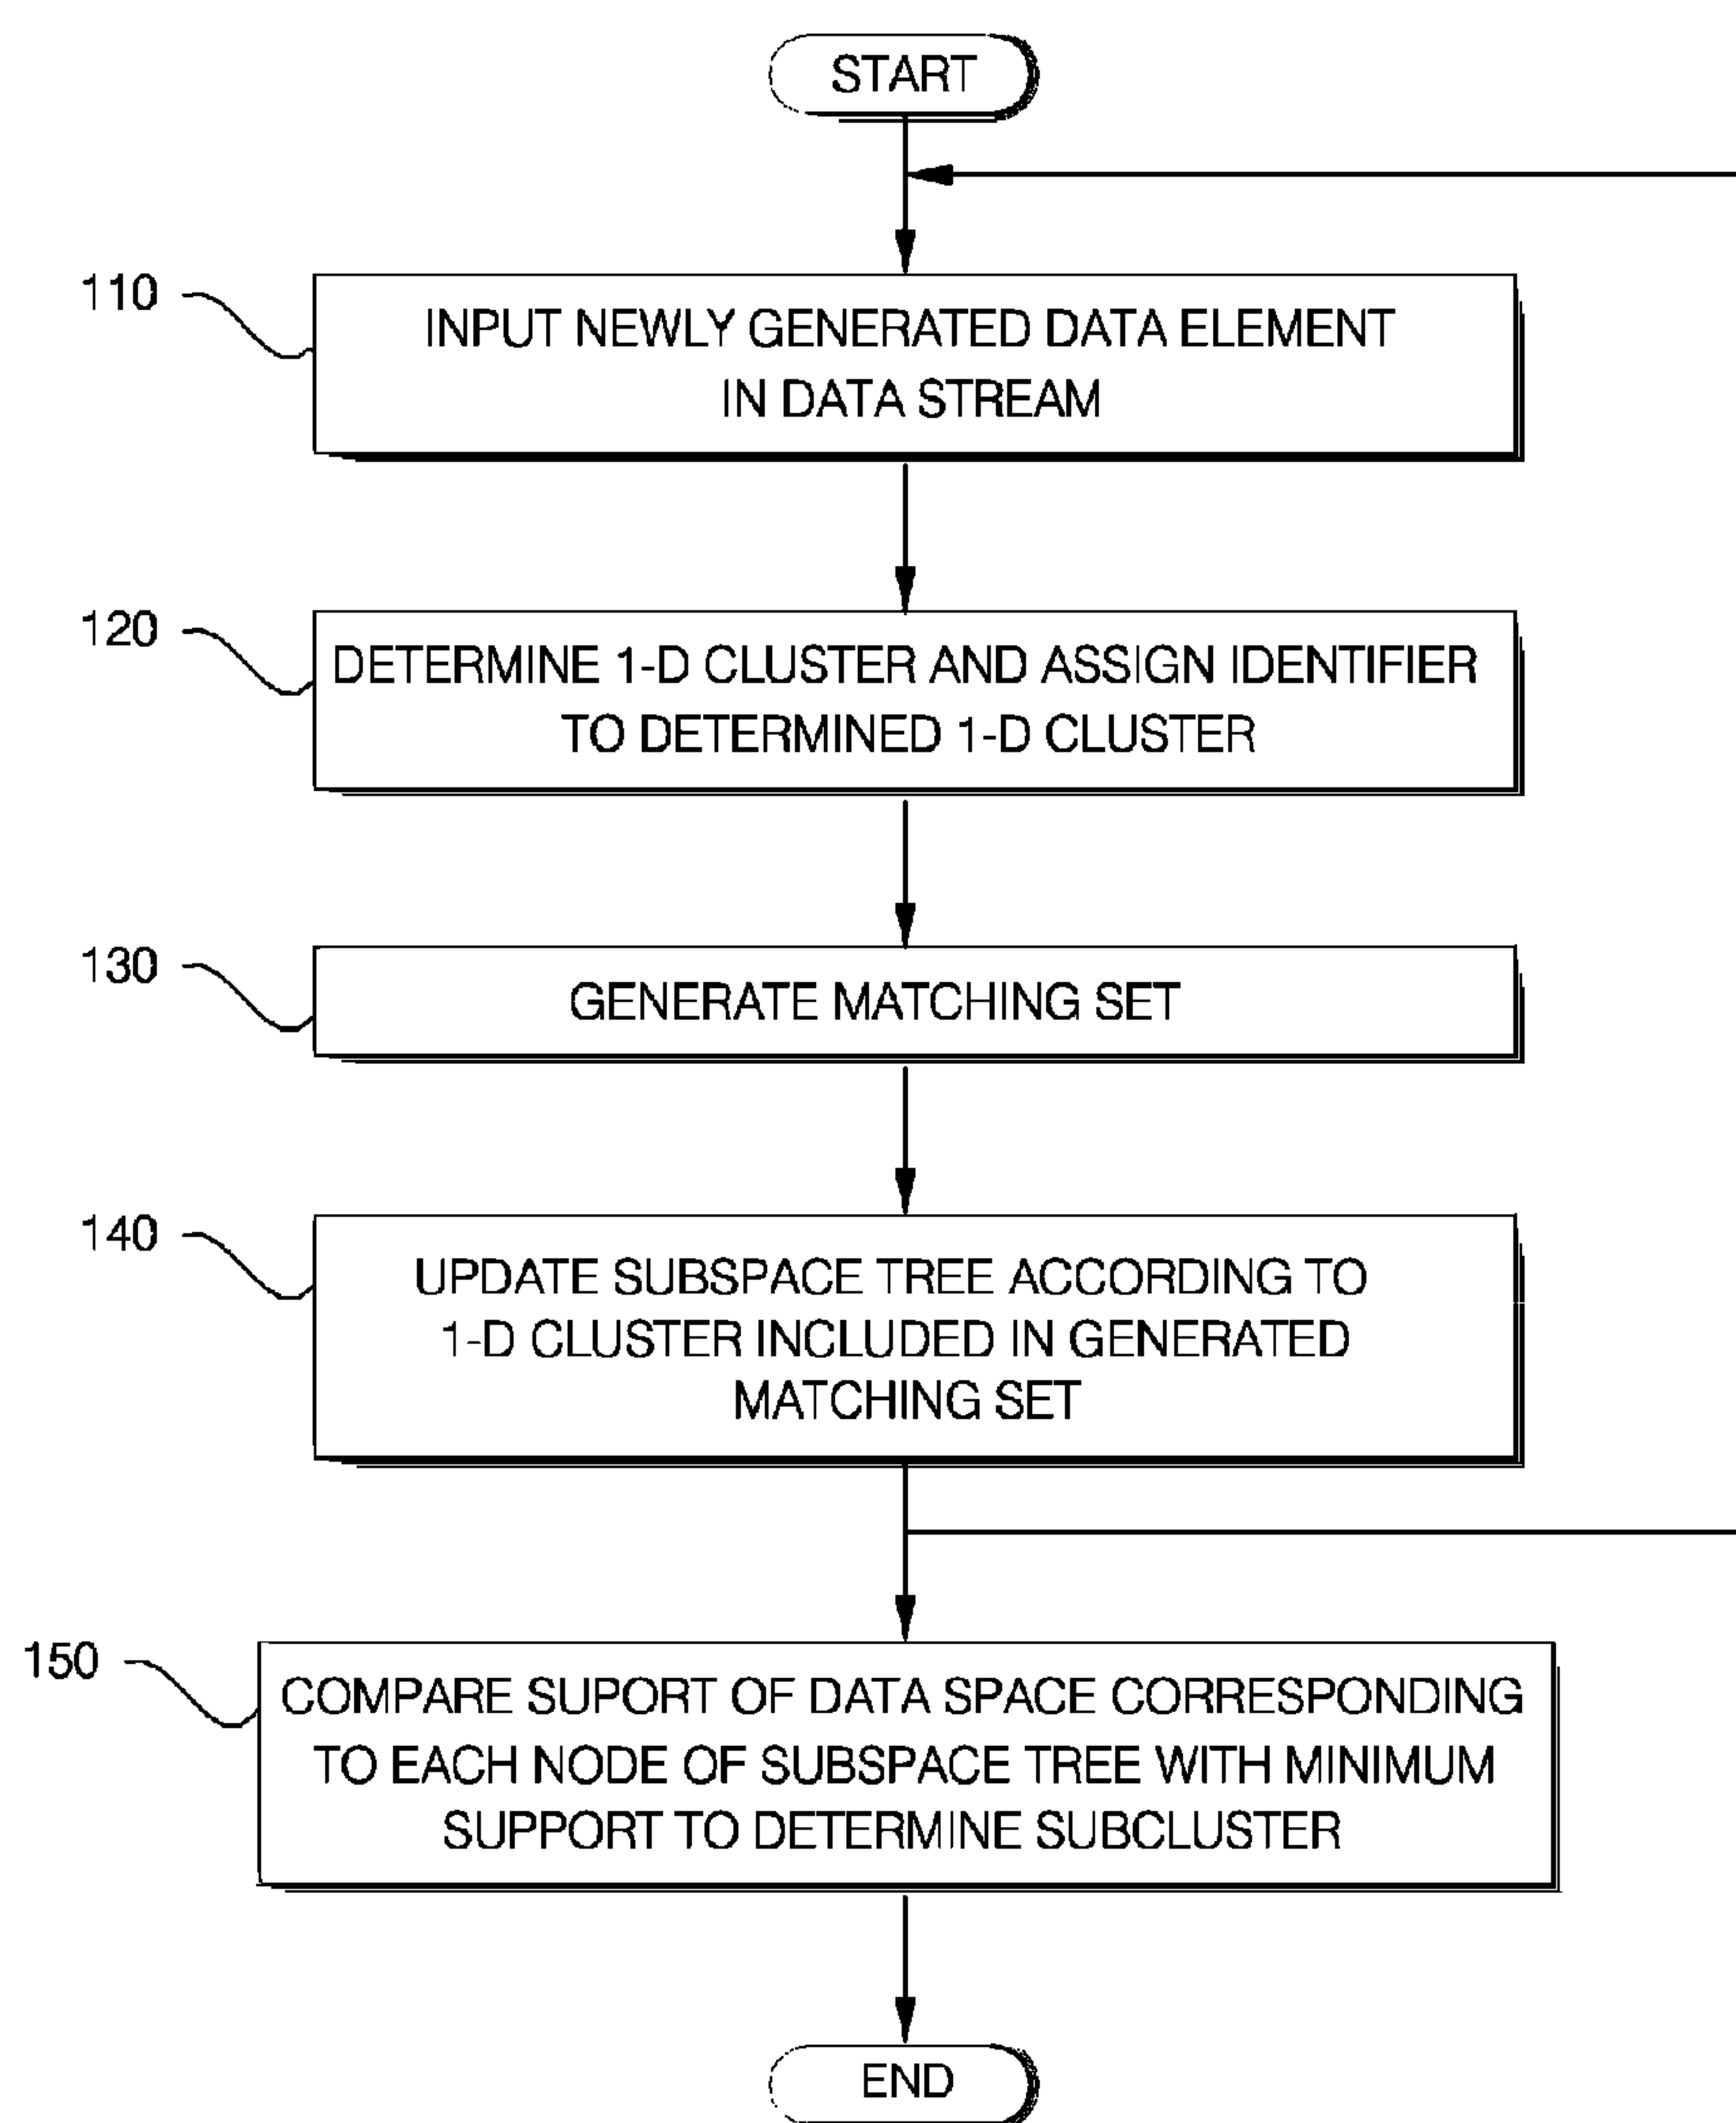 START
110
INPUT NEWLY GENERATED DATA ELEMENT
IN DATA STREAM
120
DETERMINE 1-D CLUSTER AND ASSIGN IDENTIFIER
TO DETERMINED 1-D CLUSTER
130
GENERATE MATCHING SET
140
UPDATE SUBSPACE TREE ACCORDING TO
1-D CLUSTER INCLUDED IN GENERATED
MATCHING SET
150
COMPARE SUPORT OF DATA SPACE CORRESPONDING
TO EACH NODE OF SUBSPACE TREE WITH MINIMUM
SUPPORT TO DETERMINE SUBCLUSTER
END